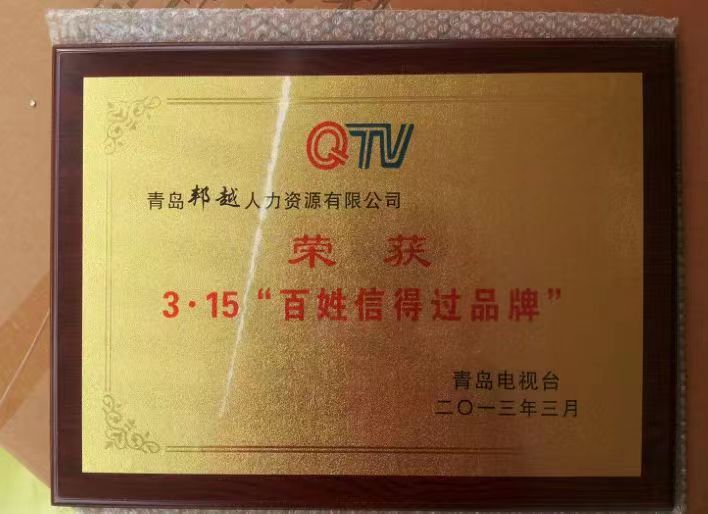 QTV
青岛邦越人力资源有限公司
荣 获
3·15“百姓信得过品牌”
青岛电视台
二〇一三年三月